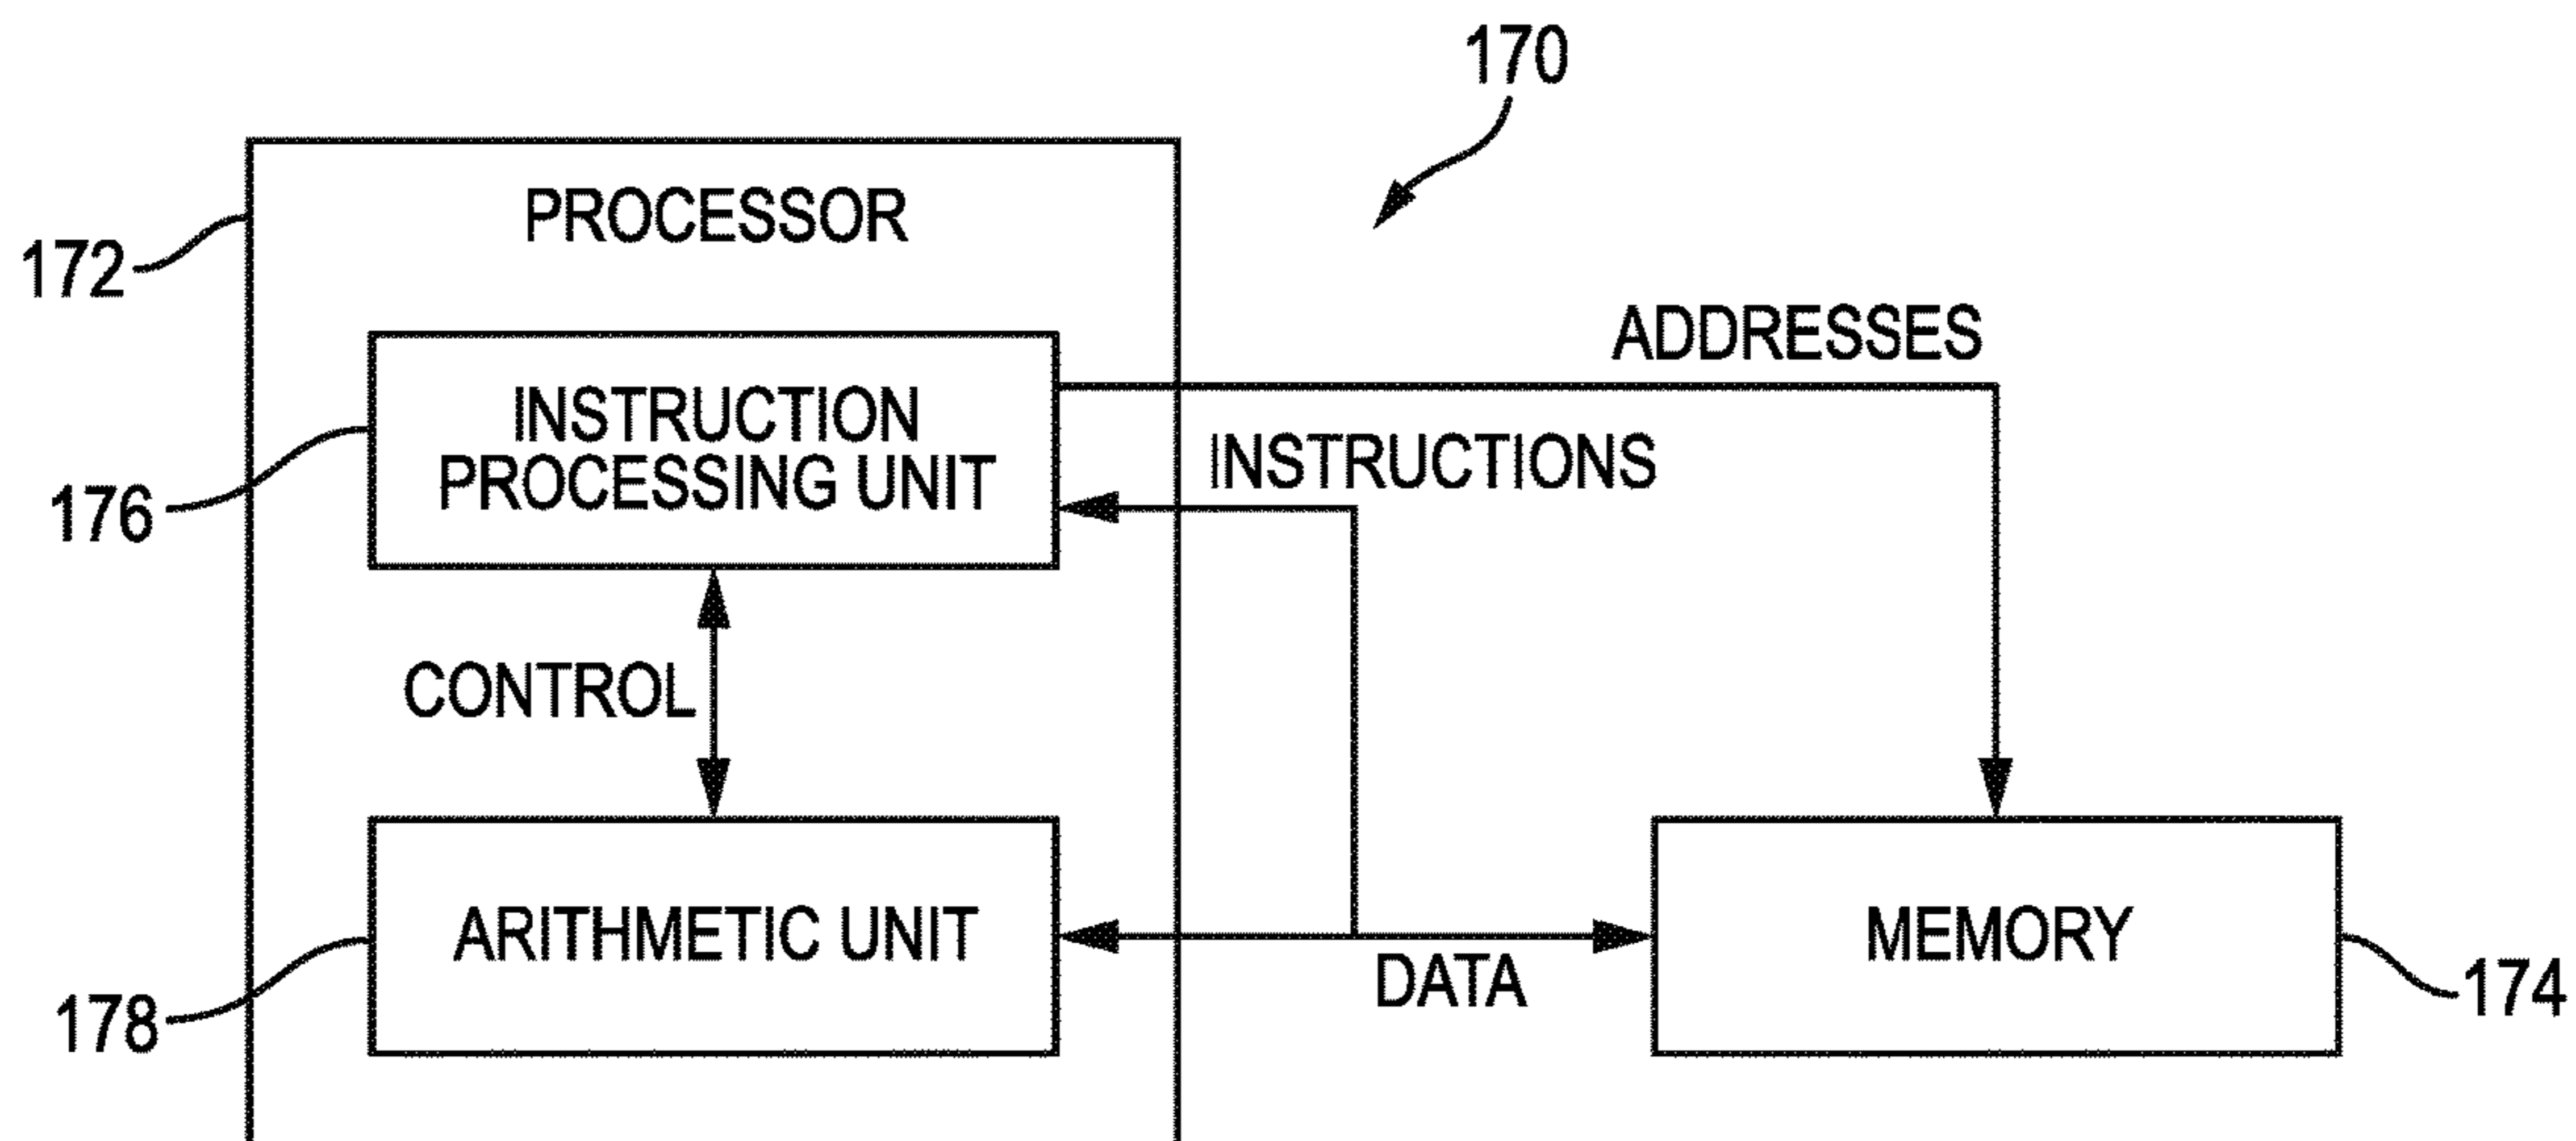 170
PROCESSOR
172
ADDRESSES
INSTRUCTION
PROCESSING UNIT
INSTRUCTIONS
176
CONTROL
ARITHMETIC UNIT
MEMORY
DATA
174
178